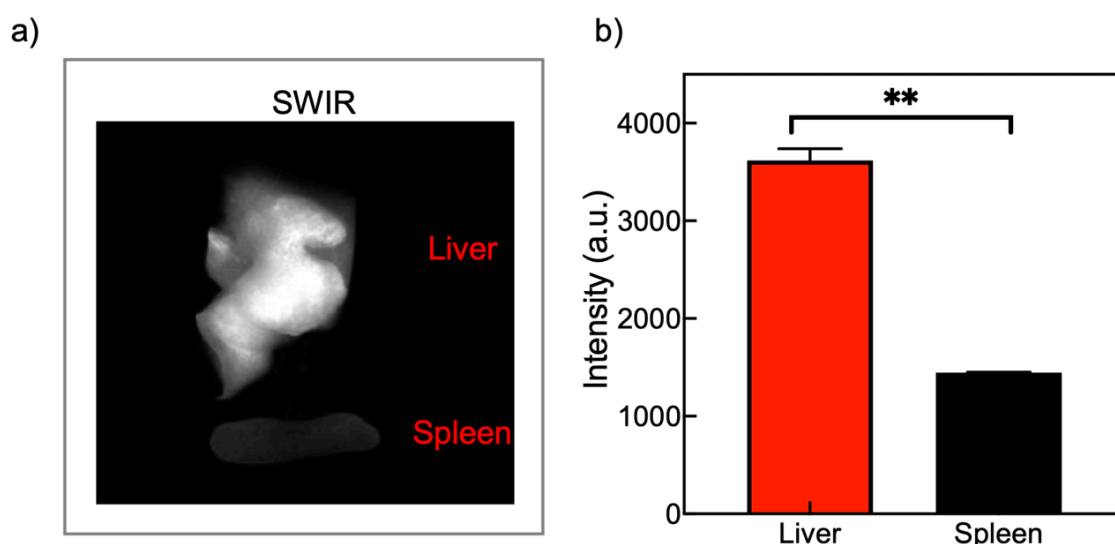 a)
SWIR
Liver
Spleen
b)
**
Intensity (a.u.)
4000
3000
2000
1000
0
Liver
Spleen